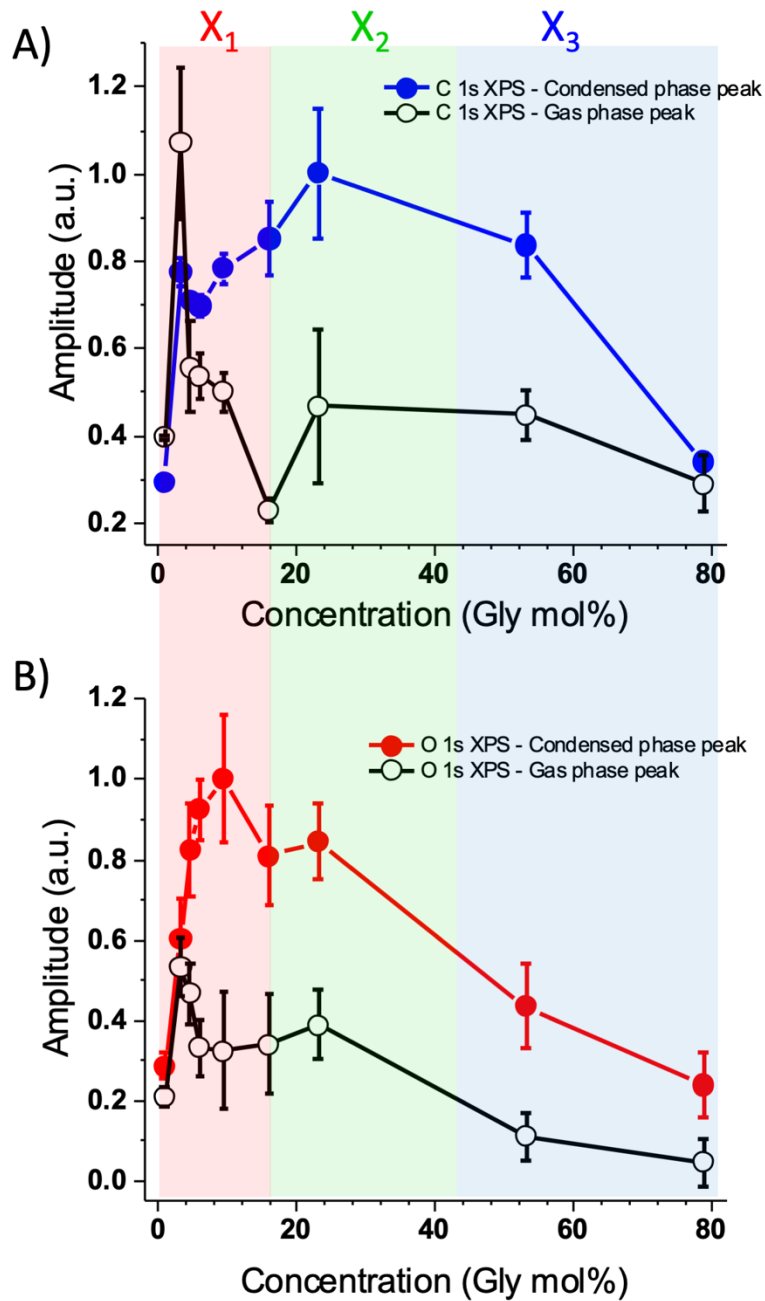 X₁ X₂ X₃
A)
1.2
C 1s XPS - Condensed phase peak
C 1s XPS - Gas phase peak
1.0
0.8
0.6
0.4
0.2
Amplitude (a.u.)
0 20 40 60 80
Concentration (Gly mol%)
B)
1.2
O 1s XPS - Condensed phase peak
O 1s XPS - Gas phase peak
1.0
0.8
0.6
0.4
0.2
0.0
Amplitude (a.u.)
0 20 40 60 80
Concentration (Gly mol%)